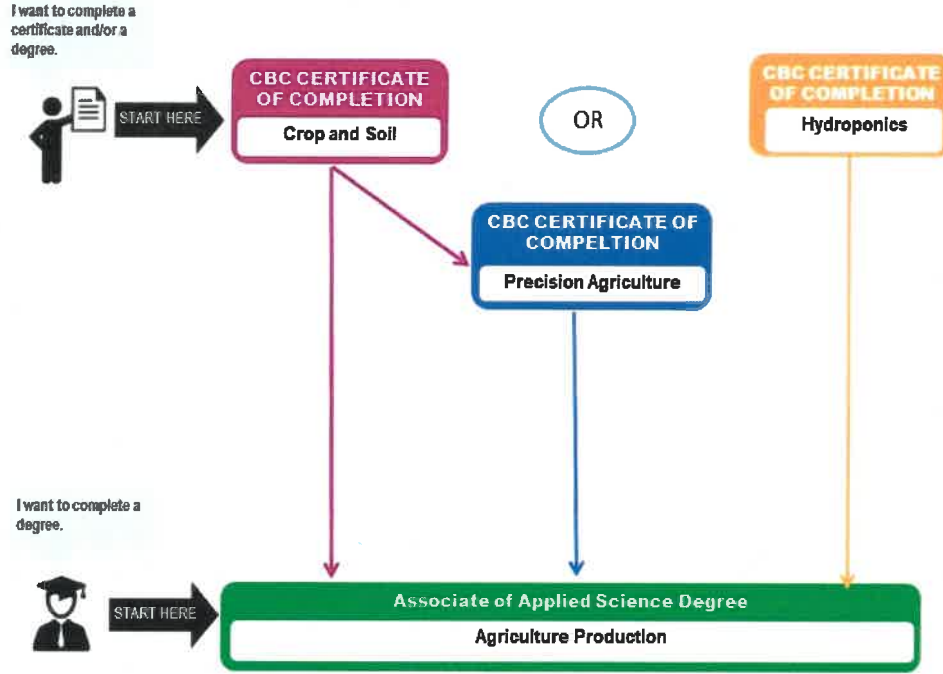 I want to complete a
certificate and/or a
degree.
START HERE
CBC CERTIFICATE
OF COMPLETION
Crop and Soil
OR
CBC CERTIFICATE
OF COMPLETION
Hydroponics
CBC CERTIFICATE OF
COMPELTION
Precision Agriculture
I want to complete a
degree.
START HERE
Associate of Applied Science Degree
Agriculture Production